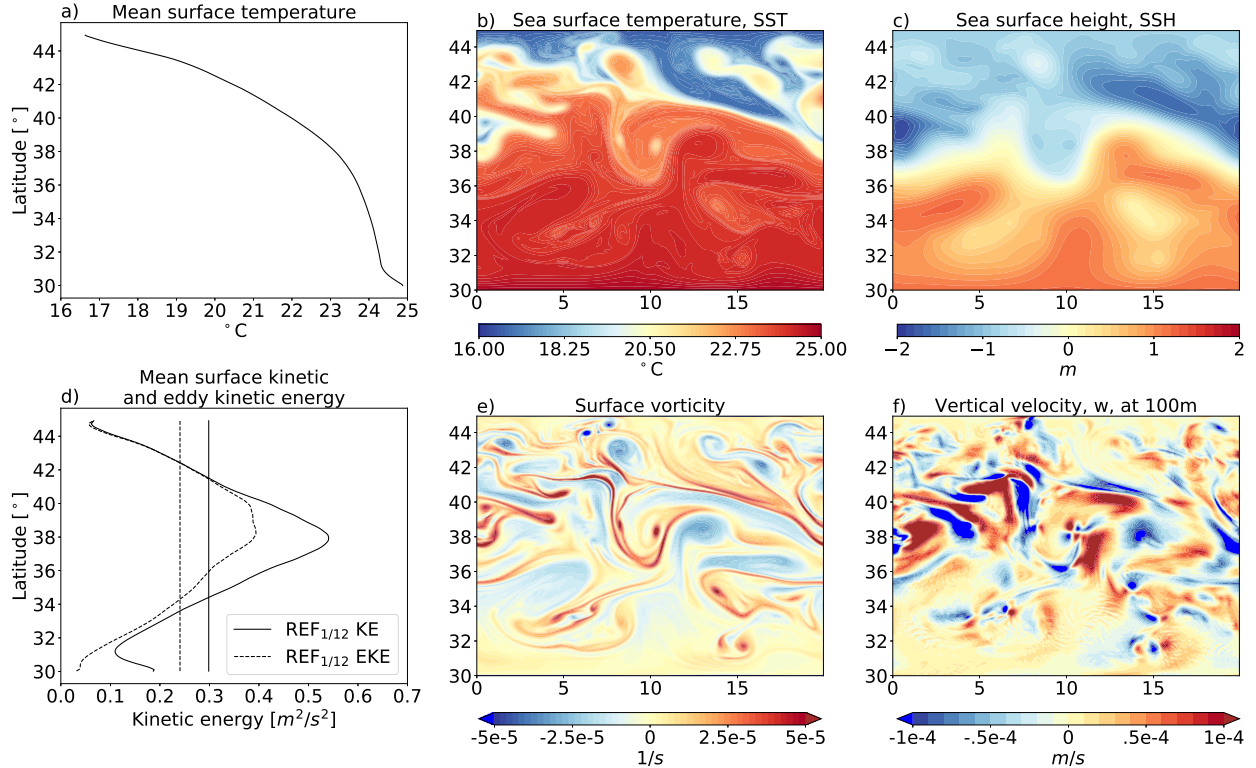 a) Mean surface temperature
44
42
40
38
36
34
32
30
Latitude [°]
16 17 18 19 20 21 22 23 24 25
°C
b) Sea surface temperature, SST
44
42
40
38
36
34
32
30
0 5 10 15
16.00 18.25 20.50 22.75 25.00
°C
c) Sea surface height, SSH
44
42
40
38
36
34
32
30
0 5 10 15
−2 −1 0 1 2
m
d) Mean surface kinetic
and eddy kinetic energy
44
42
40
38
36
34
32
30
Latitude [°]
REF1/12 KE
REF1/12 EKE
0.0 0.1 0.2 0.3 0.4 0.5 0.6 0.7
Kinetic energy [m²/s²]
e) Surface vorticity
44
42
40
38
36
34
32
30
0 5 10 15
-5e-5 -2.5e-5 0 2.5e-5 5e-5
1/s
f) Vertical velocity, w, at 100m
44
42
40
38
36
34
32
30
0 5 10 15
-1e-4 -.5e-4 0 .5e-4 1e-4
m/s